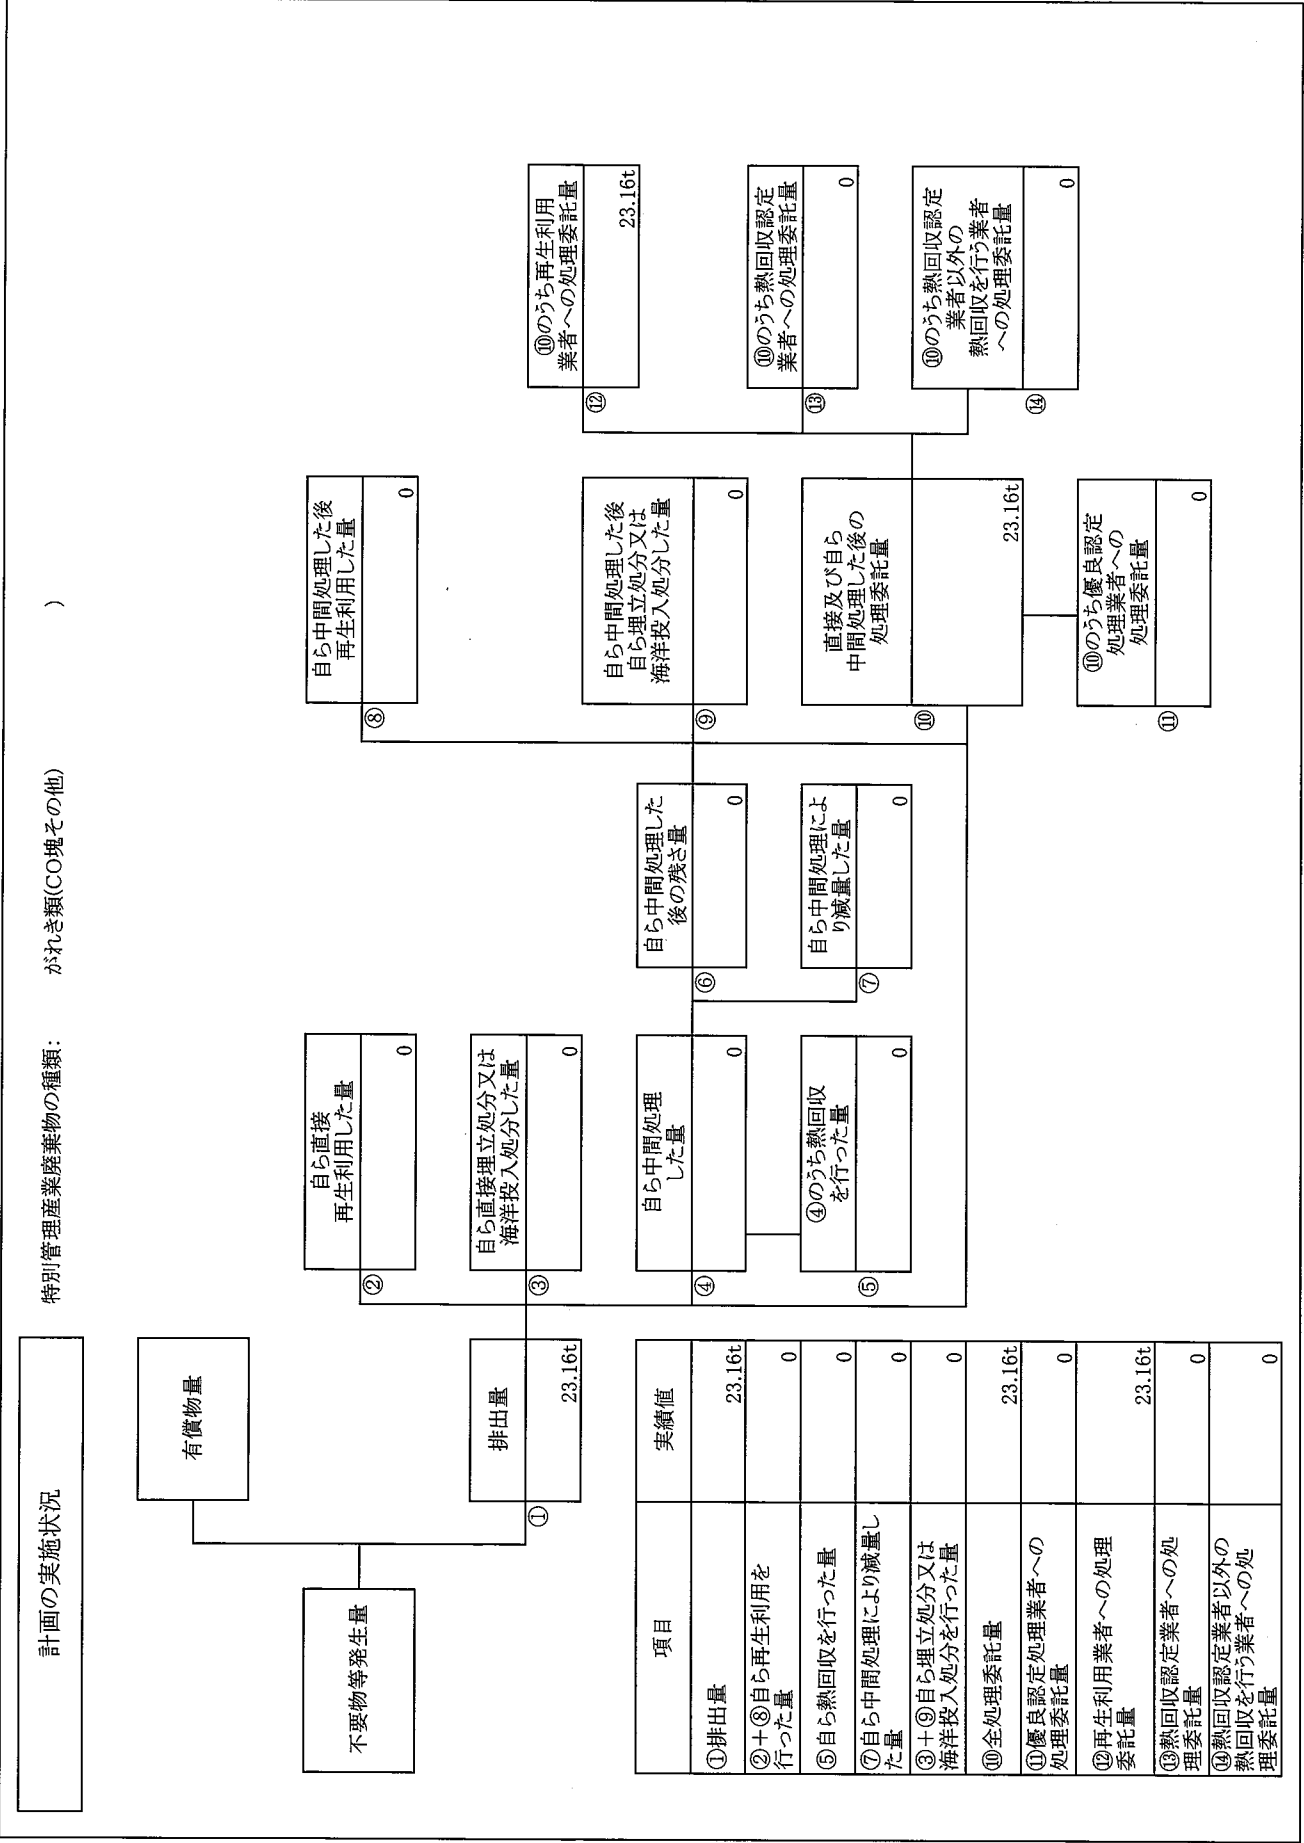 計画の実施状況
特別管理産業廃棄物の種類：　がれき類(CO塊その他)　）
不要物等発生量
有償物量
排出量
①
23.16t
自ら直接
再生利用した量
②
0
自ら直接埋立処分又は
海洋投入処分した量
③
0
自ら中間処理
した量
④
0
④のうち熱回収
を行った量
⑤
0
自ら中間処理した
後の残さ量
⑥
0
自ら中間処理によ
り減量した量
⑦
0
自ら中間処理した後
再生利用した量
⑧
0
自ら中間処理した後
自ら埋立処分又は
海洋投入処分した量
⑨
0
直接及び自ら
中間処理した後の
処理委託量
⑩
23.16t
⑩のうち優良認定
処理業者への
処理委託量
⑪
0
⑩のうち再生利用
業者への処理委託量
⑫
23.16t
⑩のうち熱回収認定
業者への処理委託量
⑬
0
⑩のうち熱回収認定
業者以外の
熱回収を行う業者
への処理委託量
⑭
0
項目　実績値
①排出量　23.16t
②＋⑧自ら再生利用を
行った量　0
⑤自ら熱回収を行った量　0
⑦自ら中間処理により減量し
た量　0
③＋⑨自ら埋立処分又は
海洋投入処分を行った量　0
⑩全処理委託量　23.16t
⑪優良認定処理業者への
処理委託量　0
⑫再生利用業者への処理
委託量　23.16t
⑬熱回収認定業者への処
理委託量　0
⑭熱回収認定業者以外の
熱回収を行う業者への処
理委託量　0